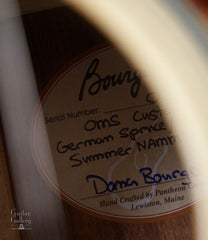 Bourg
Serial Number:
OMS Cust
German Spruce
Summer NAMM
Dana Bourg
Hand Crafted by Pantheon
Lewiston, Maine
Guitar
Gallery